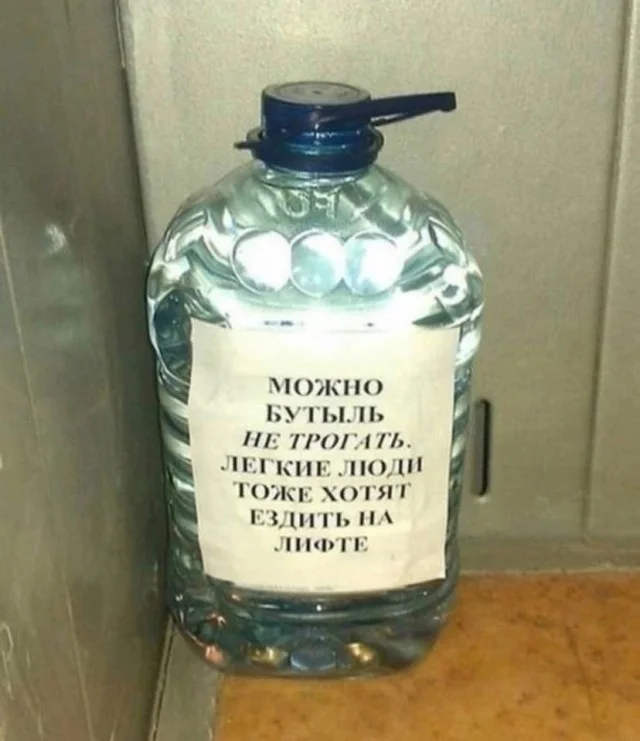 МОЖНО
БУТЫЛЬ
НЕ ТРОГАТЬ.
ЛЕГКИЕ ЛЮДИ
ТОЖЕ ХОТЯТ
ЕЗДИТЬ НА
ЛИФТЕ